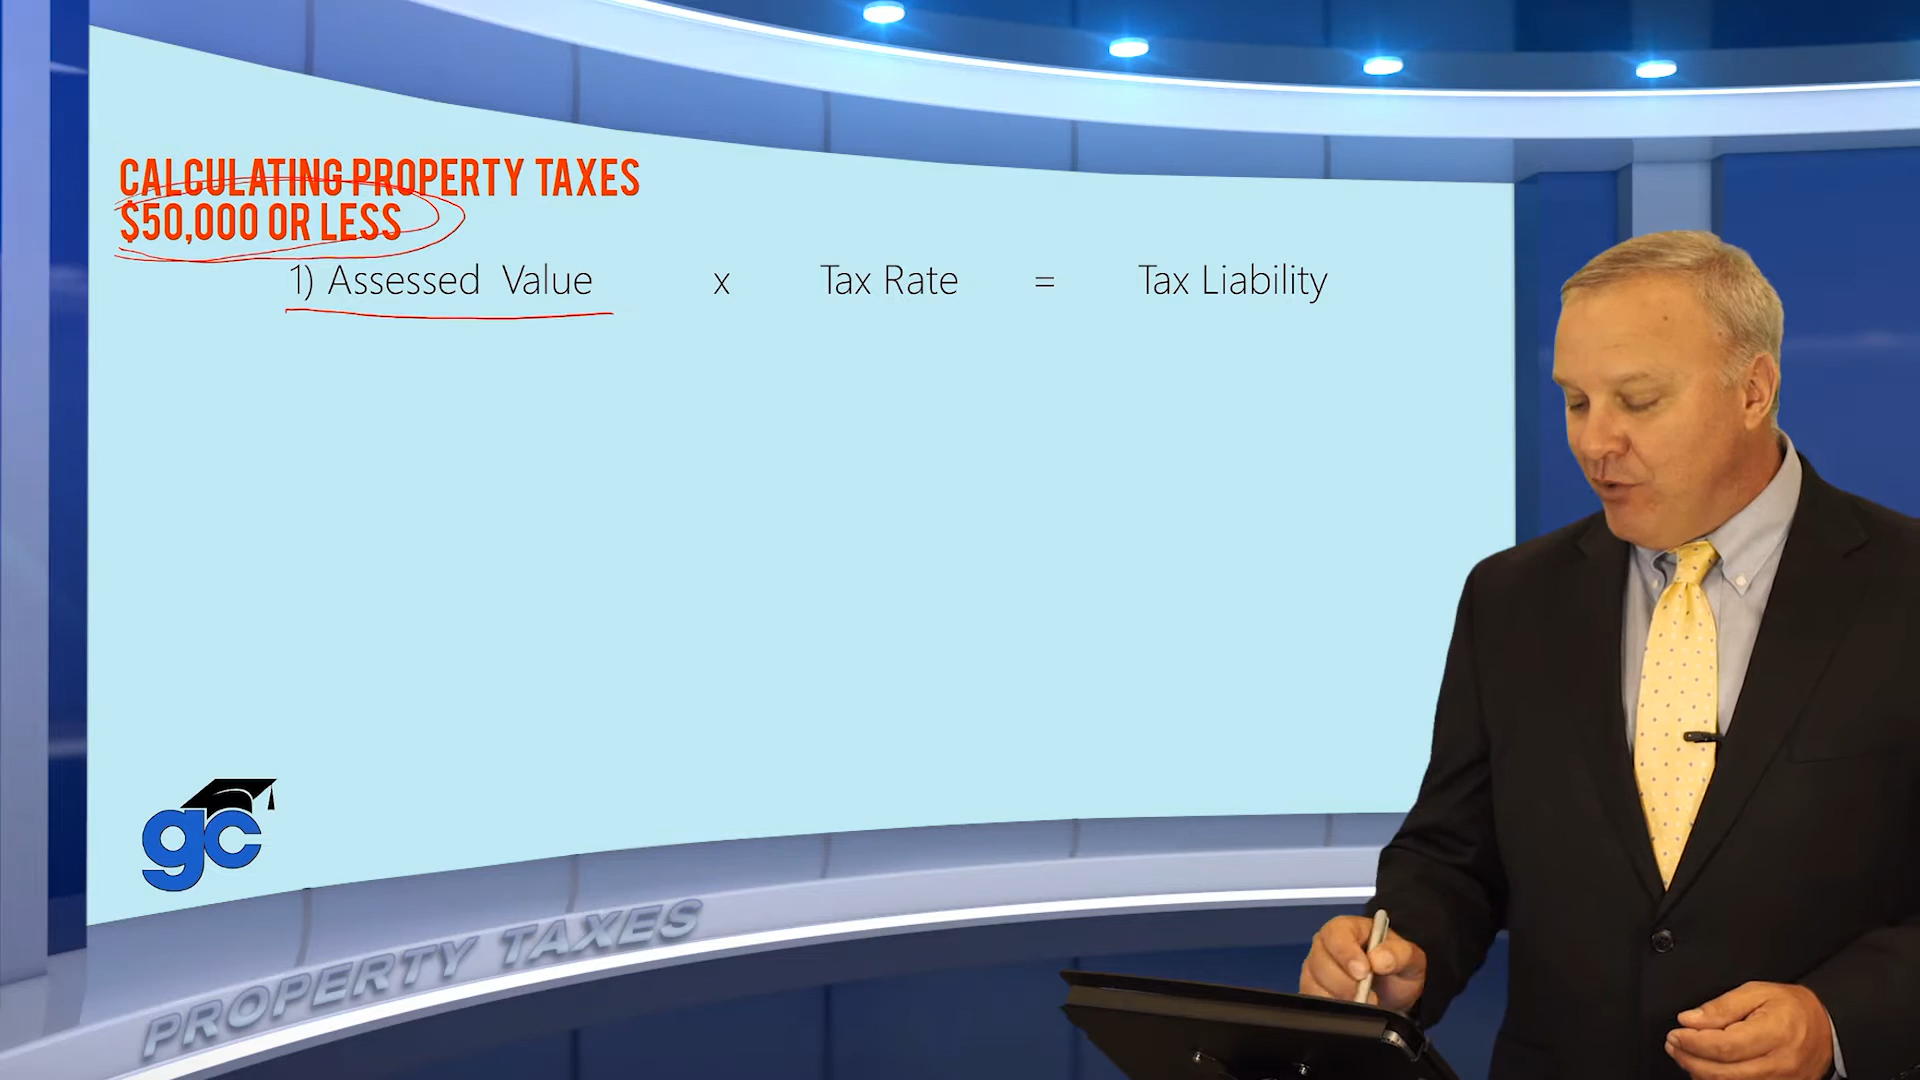 CALCULATING PROPERTY TAXES
$50,000 OR LESS
1) Assessed Value x Tax Rate = Tax Liability
gc
PROPERTY TAXES